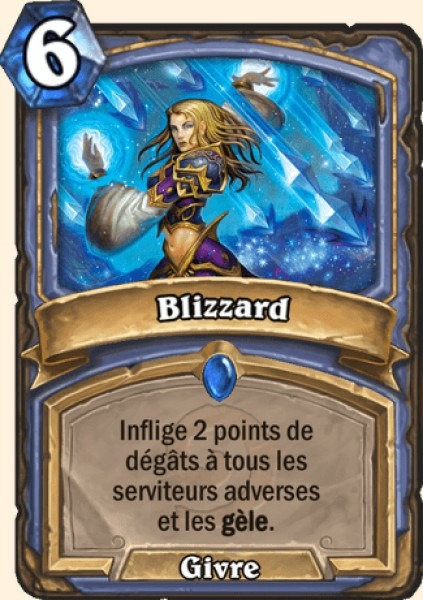 6
Blizzard
Inflige 2 points de
dégâts à tous les
serviteurs adverses
et les gèle.
Givre